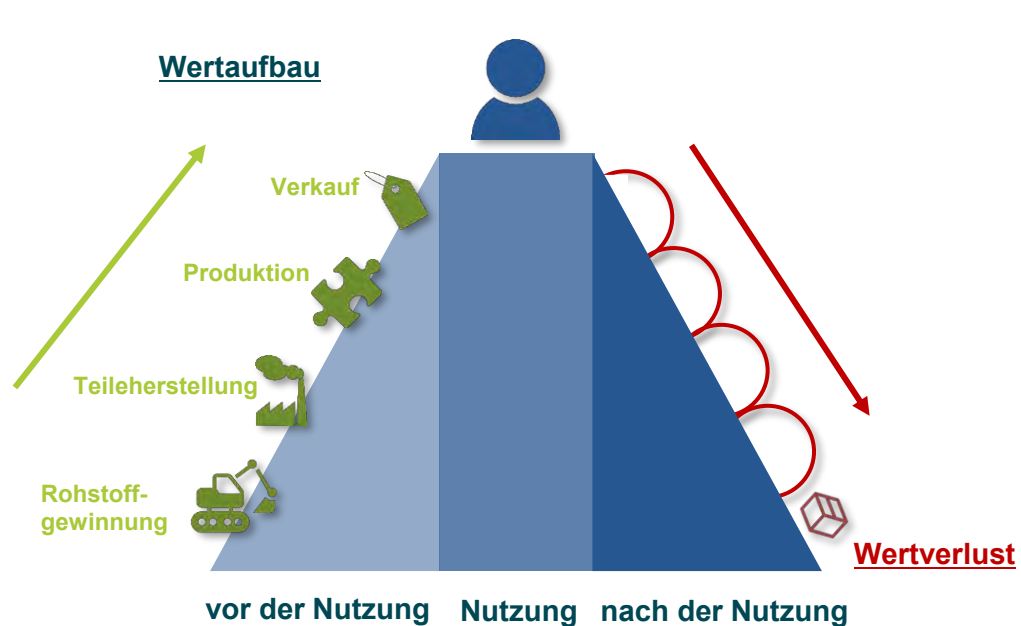 Wertaufbau
Verkauf
Produktion
Teileherstellung
Rohstoff-
gewinnung
Wertverlust
vor der Nutzung
Nutzung
nach der Nutzung